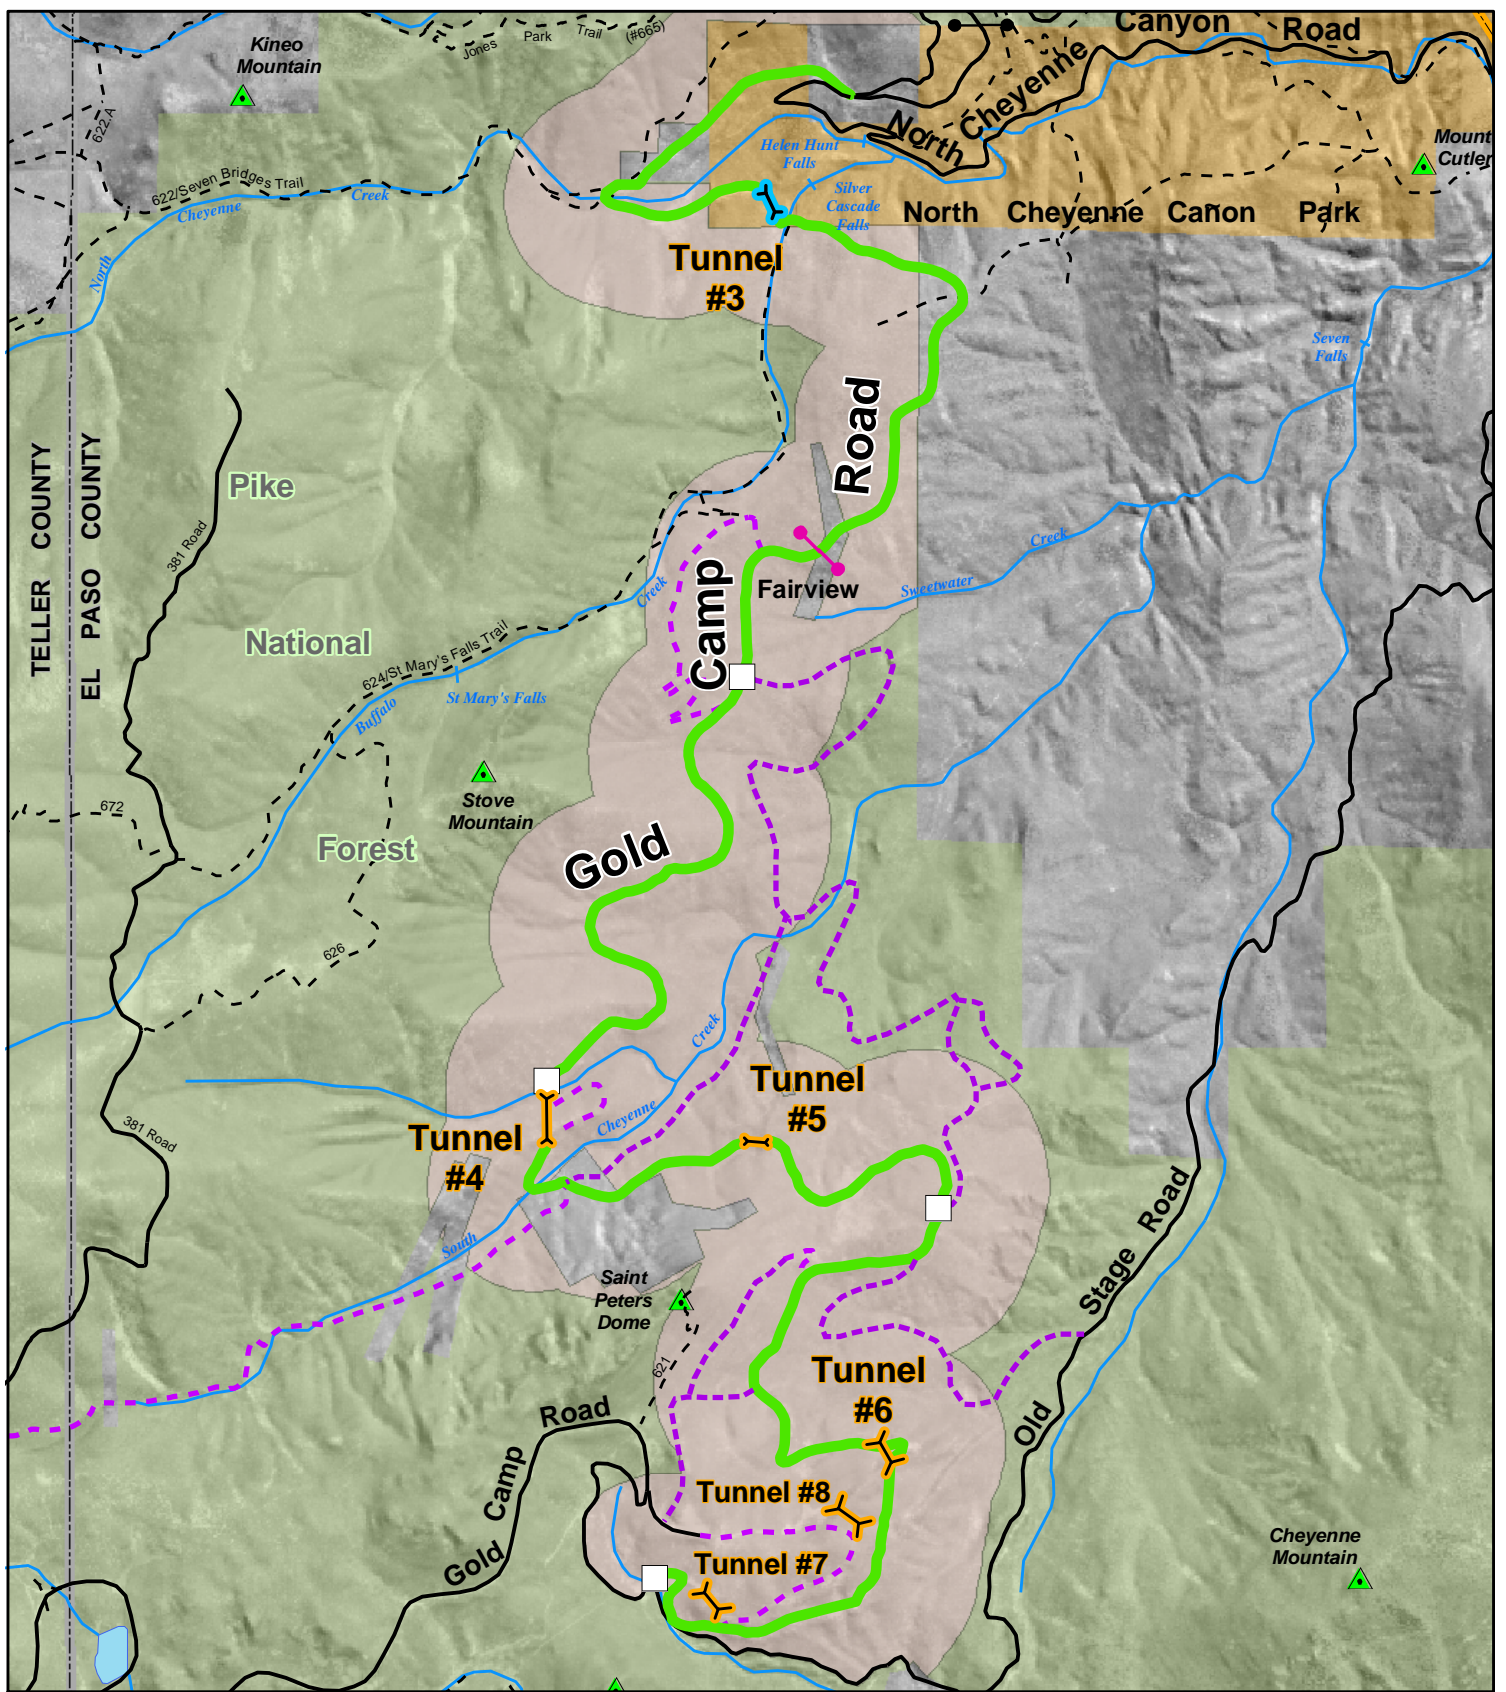 Canyon Road
Kineo
Mountain
Jones Park Trail (#665)
622.A
North Cheyenne
Mount
Cutler
Helen Hunt
Falls
622/Seven Bridges Trail
Cheyenne Creek
Silver
Cascade
Falls
North Cheyenne Cañon Park
North
Tunnel
#3
Seven
Falls
TELLER COUNTY
EL PASO COUNTY
Road
Pike
381 Road
Creek
Camp
Fairview
Sweetwater
Creek
National
624/St Mary's Falls Trail
St Mary's Falls
Buffalo
Stove
Mountain
672
Forest
Gold
626
Creek
Tunnel
#5
Cheyenne
381 Road
Tunnel
#4
South
Stage Road
Saint
Peters
Dome
621
Tunnel
#6
Old
Road
Camp
Gold
Tunnel #8
Cheyenne
Mountain
Tunnel #7